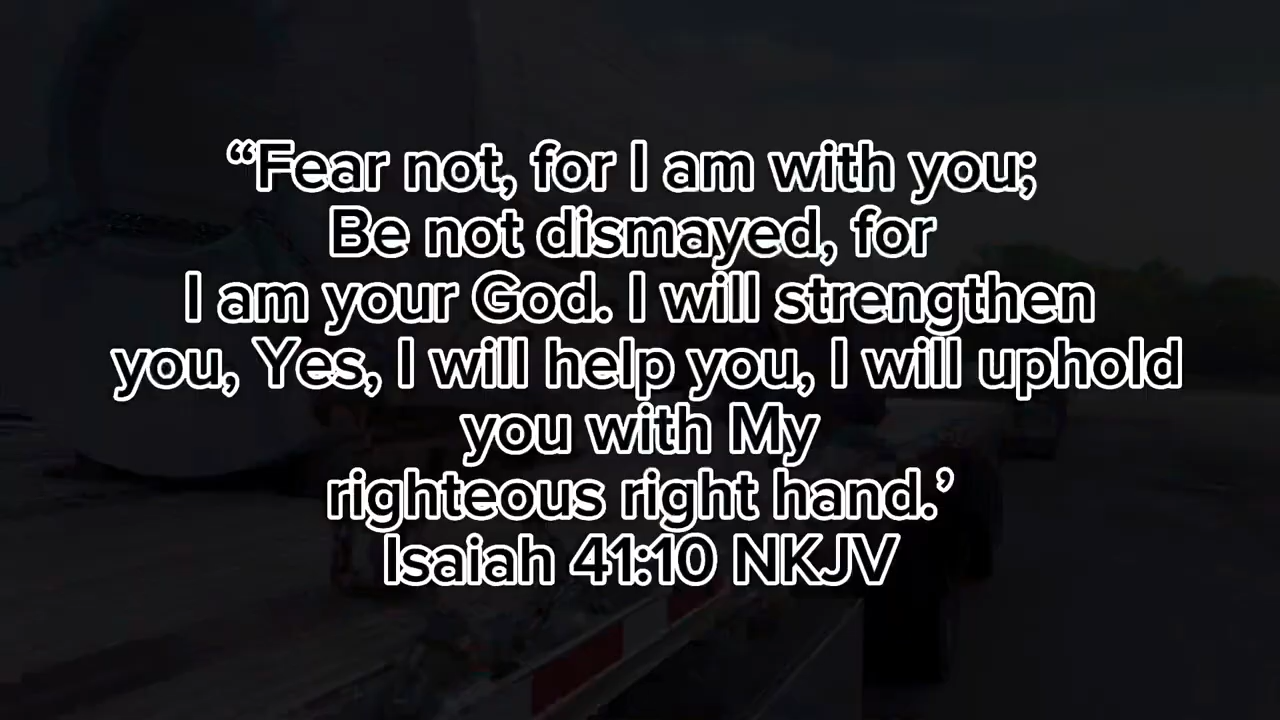 “Fear not, for I am with you;
Be not dismayed, for
I am your God. I will strengthen
you, Yes, I will help you, I will uphold
you with My
righteous right hand.’
Isaiah 41:10 NKJV